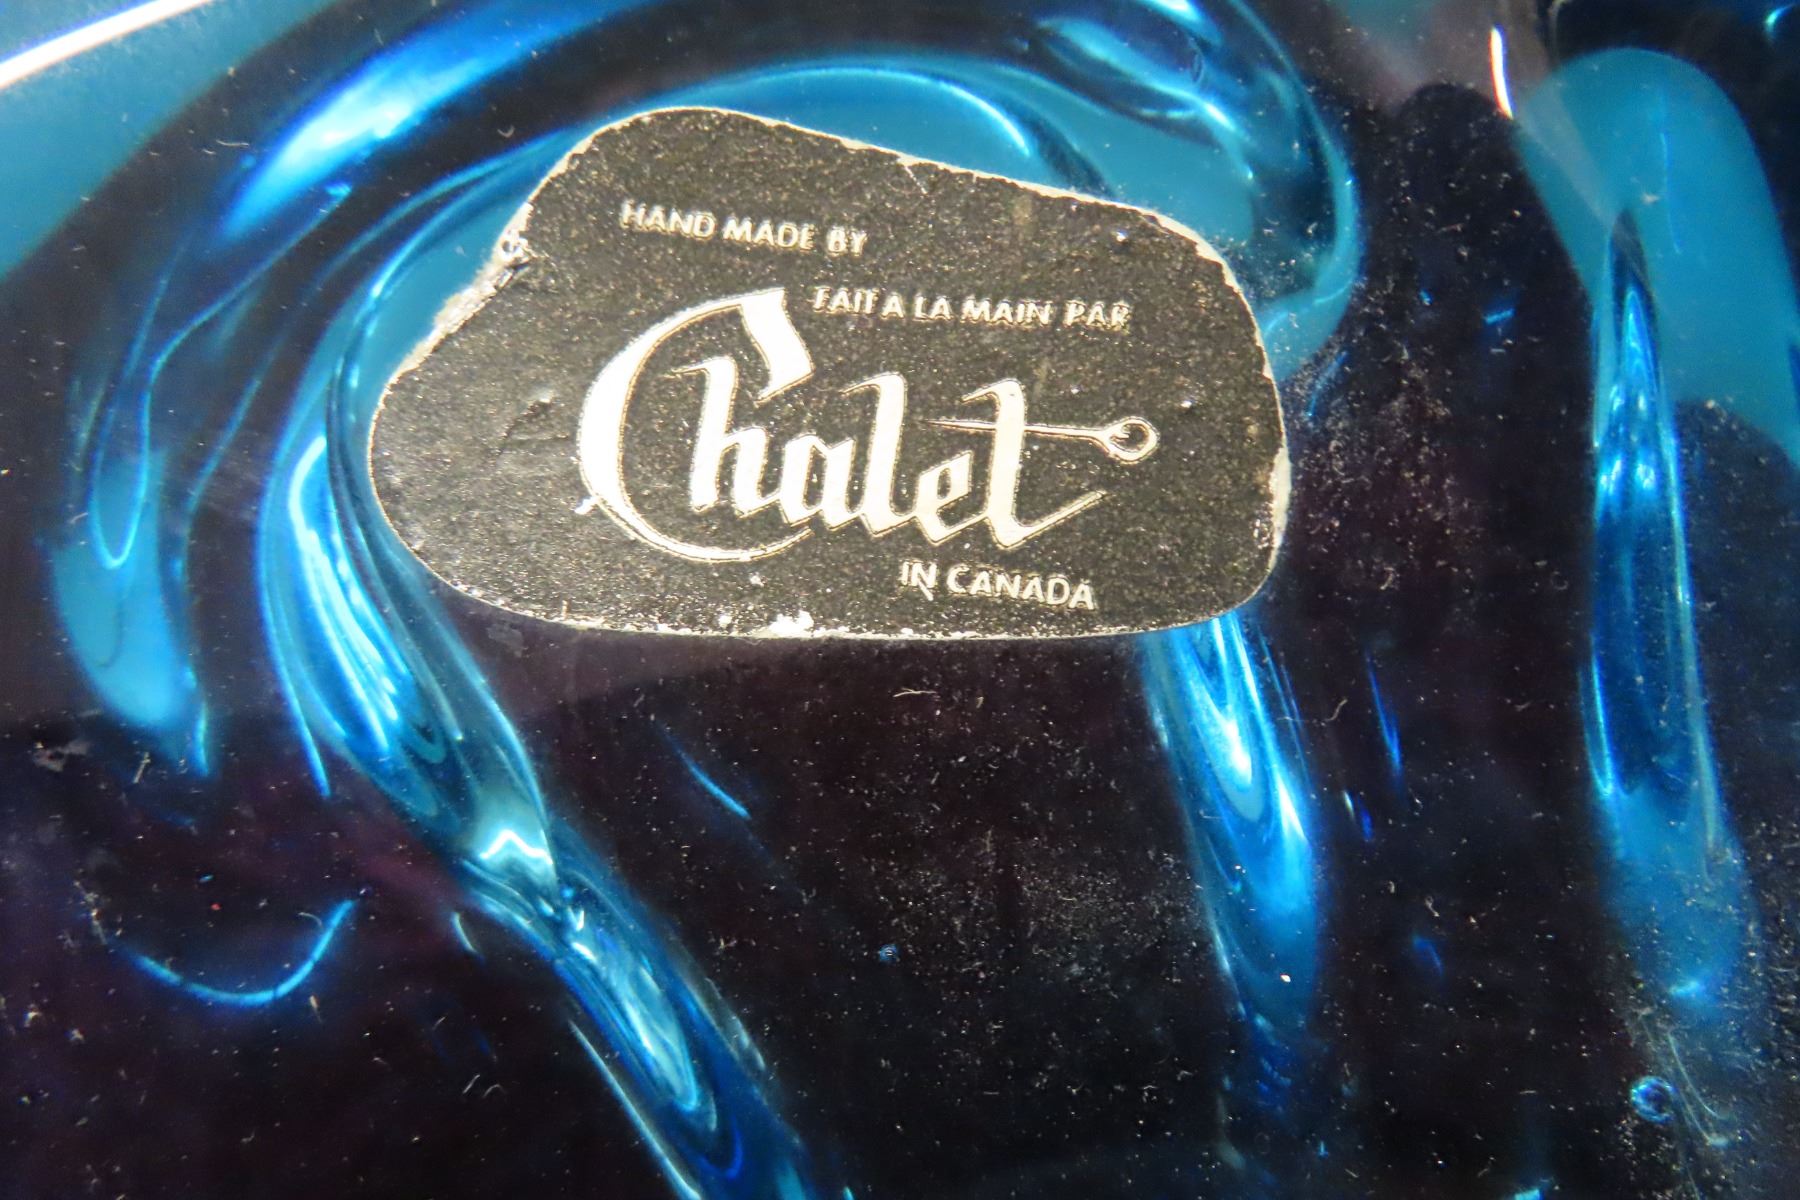 HAND MADE BY
FAIT A LA MAIN PAR
Chalet
IN CANADA